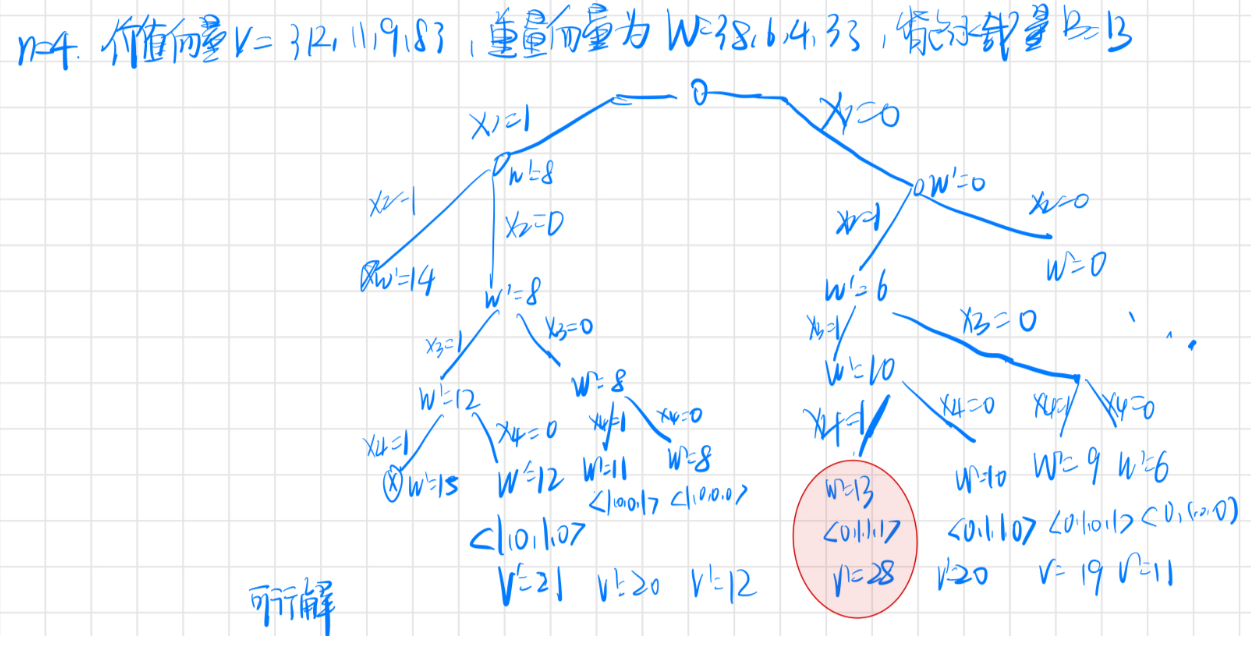 n=4. 价值向量V={12,11,9,8},重量向量为W={8,6,4,3},背包承载量B=13
x1=1 0 x1=0
w'=8 w'=0
x2=1 x2=0 x2=1 x2=0
w'=14 w'=8 w'=6 w'=0
x3=1 x3=0 x3=1 x3=0
w'=12 w'=8 w'=10
x4=1 x4=0 x4=1 x4=0 x4=1 x4=0 x4=1 x4=0
w'=15 w'=12 w'=11 w'=8 w'=13 w'=10 w'=9 w'=6
<1,0,1,0> <1,0,0,1> <1,0,0,0> <0,1,1,1> <0,1,1,0> <0,1,0,1> <0,1,0,0>
V'=21 V'=20 V'=12 V'=28 V'=20 V'=19 V'=11
可行解